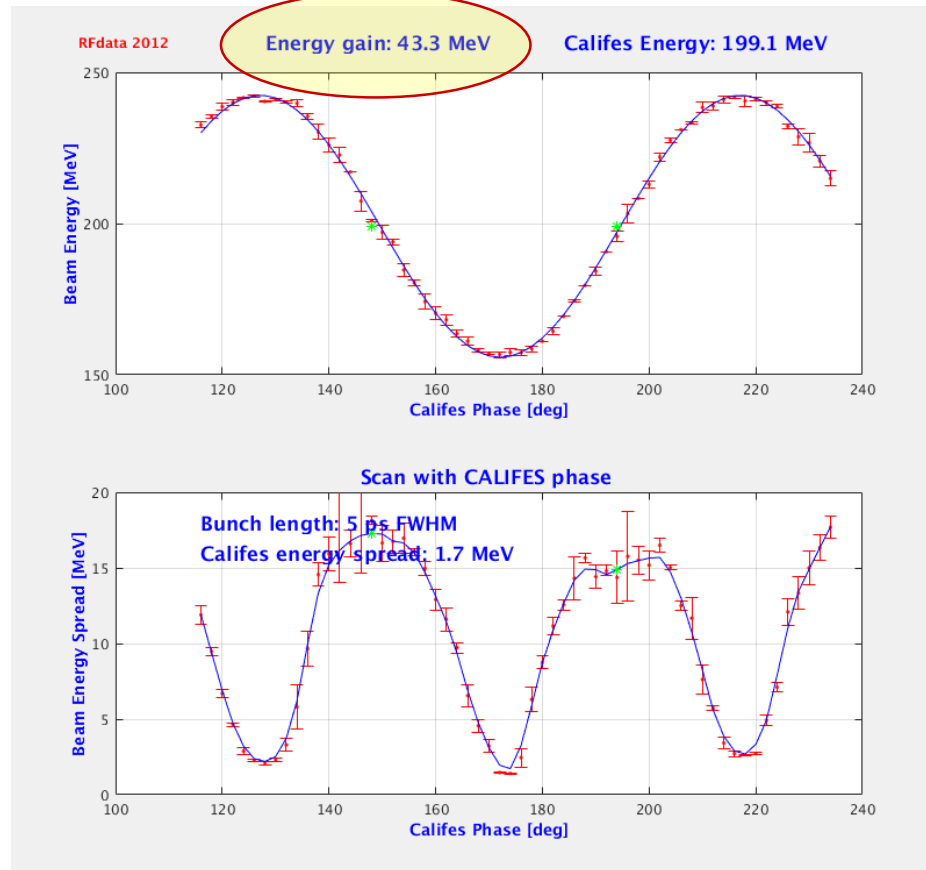 RFdata 2012
Energy gain: 43.3 MeV
Califes Energy: 199.1 MeV
250
200
150
Beam Energy [MeV]
100 120 140 160 180 200 220 240
Califes Phase [deg]
Scan with CALIFES phase
20
15
10
5
0
Beam Energy Spread [MeV]
Bunch length: 5 ps FWHM
Califes energy spread: 1.7 MeV
100 120 140 160 180 200 220 240
Califes Phase [deg]